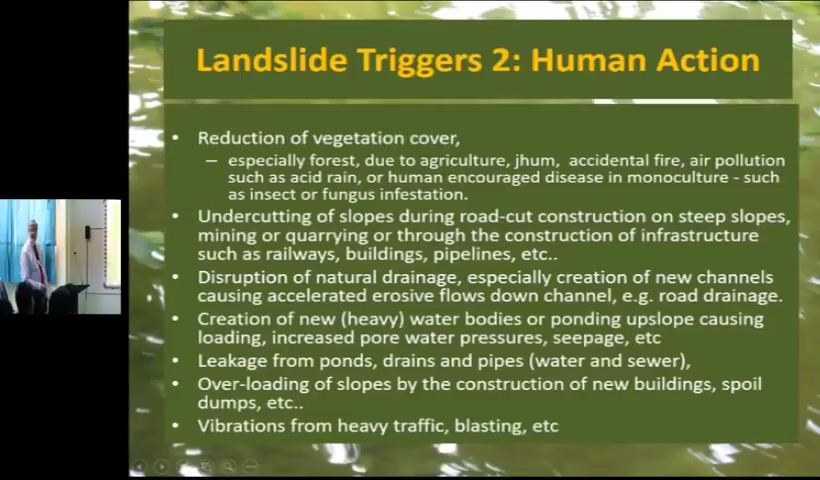 Landslide Triggers 2: Human Action
• Reduction of vegetation cover,
– especially forest, due to agriculture, jhum, accidental fire, air pollution
such as acid rain, or human encouraged disease in monoculture - such
as insect or fungus infestation.
• Undercutting of slopes during road-cut construction on steep slopes,
mining or quarrying or through the construction of infrastructure
such as railways, buildings, pipelines, etc..
• Disruption of natural drainage, especially creation of new channels
causing accelerated erosive flows down channel, e.g. road drainage.
• Creation of new (heavy) water bodies or ponding upslope causing
loading, increased pore water pressures, seepage, etc
• Leakage from ponds, drains and pipes (water and sewer),
• Over-loading of slopes by the construction of new buildings, spoil
dumps, etc..
• Vibrations from heavy traffic, blasting, etc